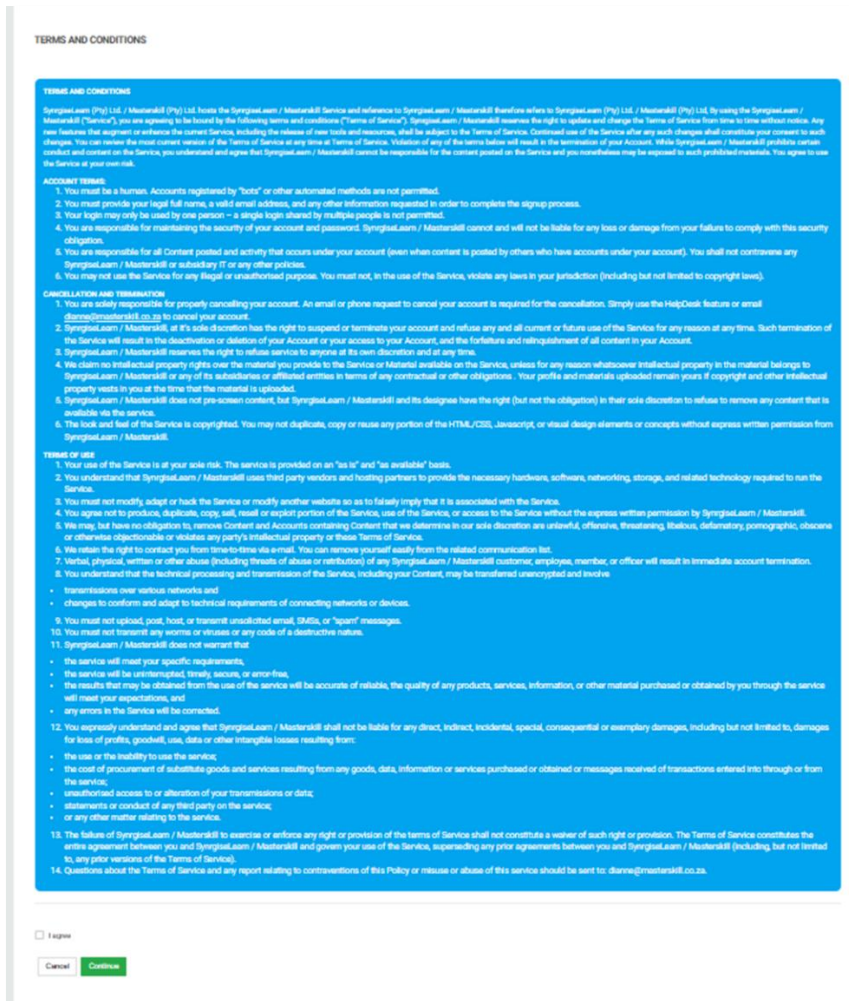 TERMS AND CONDITIONS
TERMS AND CONDITIONS
SynrgiseLearn (Pty) Ltd. / Masterskill (Pty) Ltd. hosts the SynrgiseLearn / Masterskill Service and reference to SynrgiseLearn / Masterskill therefore refers to SynrgiseLearn (Pty) Ltd. / Masterskill (Pty) Ltd, By using the SynrgiseLearn /
Masterskill ("Service"), you are agreeing to be bound by the following terms and conditions ("Terms of Service"). SynrgiseLearn / Masterskill reserves the right to update and change the Terms of Service from time to time without notice. Any
new features that augment or enhance the current Service, including the release of new tools and resources, shall be subject to the Terms of Service. Continued use of the Service after any such changes shall constitute your consent to such
changes. You can review the most current version of the Terms of Service at any time at Terms of Service. Violation of any of the terms below will result in the termination of your Account. While SynrgiseLearn / Masterskill prohibits certain
conduct and content on the Service, you understand and agree that SynrgiseLearn / Masterskill cannot be responsible for the content posted on the Service and you nonetheless may be exposed to such prohibited materials. You agree to use
the Service at your own risk.
ACCOUNT TERMS:
1. You must be a human. Accounts registered by "bots" or other automated methods are not permitted.
2. You must provide your legal full name, a valid email address, and any other information requested in order to complete the signup process.
3. Your login may only be used by one person – a single login shared by multiple people is not permitted.
4. You are responsible for maintaining the security of your account and password. SynrgiseLearn / Masterskill cannot and will not be liable for any loss or damage from your failure to comply with this security
obligation.
5. You are responsible for all Content posted and activity that occurs under your account (even when content is posted by others who have accounts under your account). You shall not contravene any
SynrgiseLearn / Masterskill or subsidiary IT or any other policies.
6. You may not use the Service for any illegal or unauthorised purpose. You must not, in the use of the Service, violate any laws in your jurisdiction (including but not limited to copyright laws).
CANCELLATION AND TERMINATION
1. You are solely responsible for properly cancelling your account. An email or phone request to cancel your account is required for the cancellation. Simply use the HelpDesk feature or email
dianne@masterskill.co.za to cancel your account.
2. SynrgiseLearn / Masterskill, at it's sole discretion has the right to suspend or terminate your account and refuse any and all current or future use of the Service for any reason at any time. Such termination of
the Service will result in the deactivation or deletion of your Account or your access to your Account, and the forfeiture and relinquishment of all content in your Account.
3. SynrgiseLearn / Masterskill reserves the right to refuse service to anyone at its own discretion and at any time.
4. We claim no intellectual property rights over the material you provide to the Service or Material available on the Service, unless for any reason whatsoever intellectual property in the material belongs to
SynrgiseLearn / Masterskill or any of its subsidiaries or affiliated entities in terms of any contractual or other obligations . Your profile and materials uploaded remain yours if copyright and other intellectual
property vests in you at the time that the material is uploaded.
5. SynrgiseLearn / Masterskill does not pre-screen content, but SynrgiseLearn / Masterskill and its designee have the right (but not the obligation) in their sole discretion to refuse to remove any content that is
available via the service.
6. The look and feel of the Service is copyrighted. You may not duplicate, copy or reuse any portion of the HTML/CSS, Javascript, or visual design elements or concepts without express written permission from
SynrgiseLearn / Masterskill.
TERMS OF USE
1. Your use of the Service is at your sole risk. The service is provided on an "as is" and "as available" basis.
2. You understand that SynrgiseLearn / Masterskill uses third party vendors and hosting partners to provide the necessary hardware, software, networking, storage, and related technology required to run the
Service.
3. You must not modify, adapt or hack the Service or modify another website so as to falsely imply that it is associated with the Service.
4. You agree not to produce, duplicate, copy, sell, resell or exploit portion of the Service, use of the Service, or access to the Service without the express written permission by SynrgiseLearn / Masterskill.
5. We may, but have no obligation to, remove Content and Accounts containing Content that we determine in our sole discretion are unlawful, offensive, threatening, libelous, defamatory, pornographic, obscene
or otherwise objectionable or violates any party's intellectual property or these Terms of Service.
6. We retain the right to contact you from time-to-time via e-mail. You can remove yourself easily from the related communication list.
7. Verbal, physical, written or other abuse (including threats of abuse or retribution) of any SynrgiseLearn / Masterskill customer, employee, member, or officer will result in immediate account termination.
8. You understand that the technical processing and transmission of the Service, including your Content, may be transferred unencrypted and involve
• transmissions over various networks and
• changes to conform and adapt to technical requirements of connecting networks or devices.
9. You must not upload, post, host, or transmit unsolicited email, SMSs, or "spam" messages.
10. You must not transmit any worms or viruses or any code of a destructive nature.
11. SynrgiseLearn / Masterskill does not warrant that
• the service will meet your specific requirements,
• the service will be uninterrupted, timely, secure, or error-free,
• the results that may be obtained from the use of the service will be accurate of reliable, the quality of any products, services, information, or other material purchased or obtained by you through the service
will meet your expectations, and
• any errors in the Service will be corrected.
12. You expressly understand and agree that SynrgiseLearn / Masterskill shall not be liable for any direct, indirect, incidental, special, consequential or exemplary damages, including but not limited to, damages
for loss of profits, goodwill, use, data or other intangible losses resulting from:
• the use or the inability to use the service;
• the cost of procurement of substitute goods and services resulting from any goods, data, information or services purchased or obtained or messages received of transactions entered into through or from
the service;
• unauthorised access to or alteration of your transmissions or data;
• statements or conduct of any third party on the service;
• or any other matter relating to the service.
13. The failure of SynrgiseLearn / Masterskill to exercise or enforce any right or provision of the terms of Service shall not constitute a waiver of such right or provision. The Terms of Service constitutes the
entire agreement between you and SynrgiseLearn / Masterskill and govern your use of the Service, superseding any prior agreements between you and SynrgiseLearn / Masterskill (including, but not limited
to, any prior versions of the Terms of Service).
14. Questions about the Terms of Service and any report relating to contraventions of this Policy or misuse or abuse of this service should be sent to: dianne@masterskill.co.za.
I agree
Cancel Continue